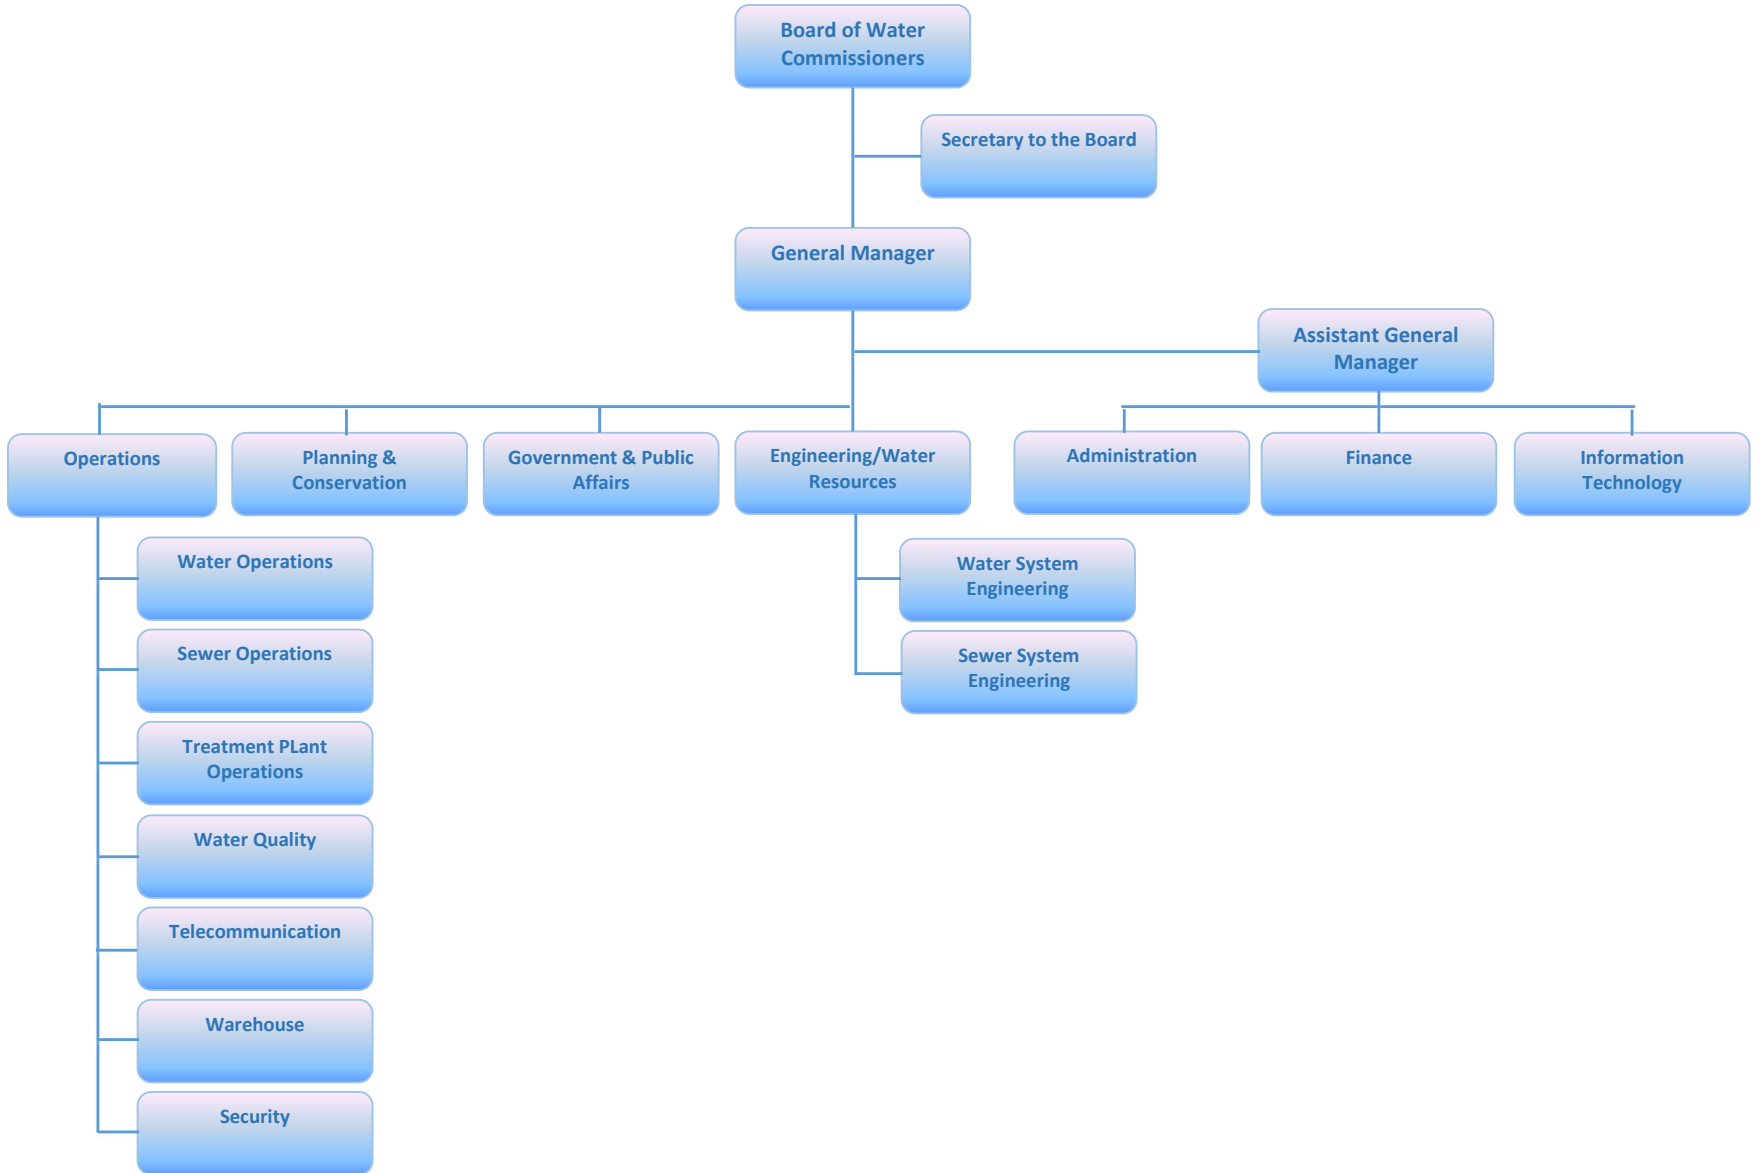 Board of Water
Commissioners
Secretary to the Board
General Manager
Assistant General
Manager
Operations
Planning &
Conservation
Government & Public
Affairs
Engineering/Water
Resources
Administration
Finance
Information
Technology
Water Operations
Sewer Operations
Treatment PLant
Operations
Water Quality
Telecommunication
Warehouse
Security
Water System
Engineering
Sewer System
Engineering